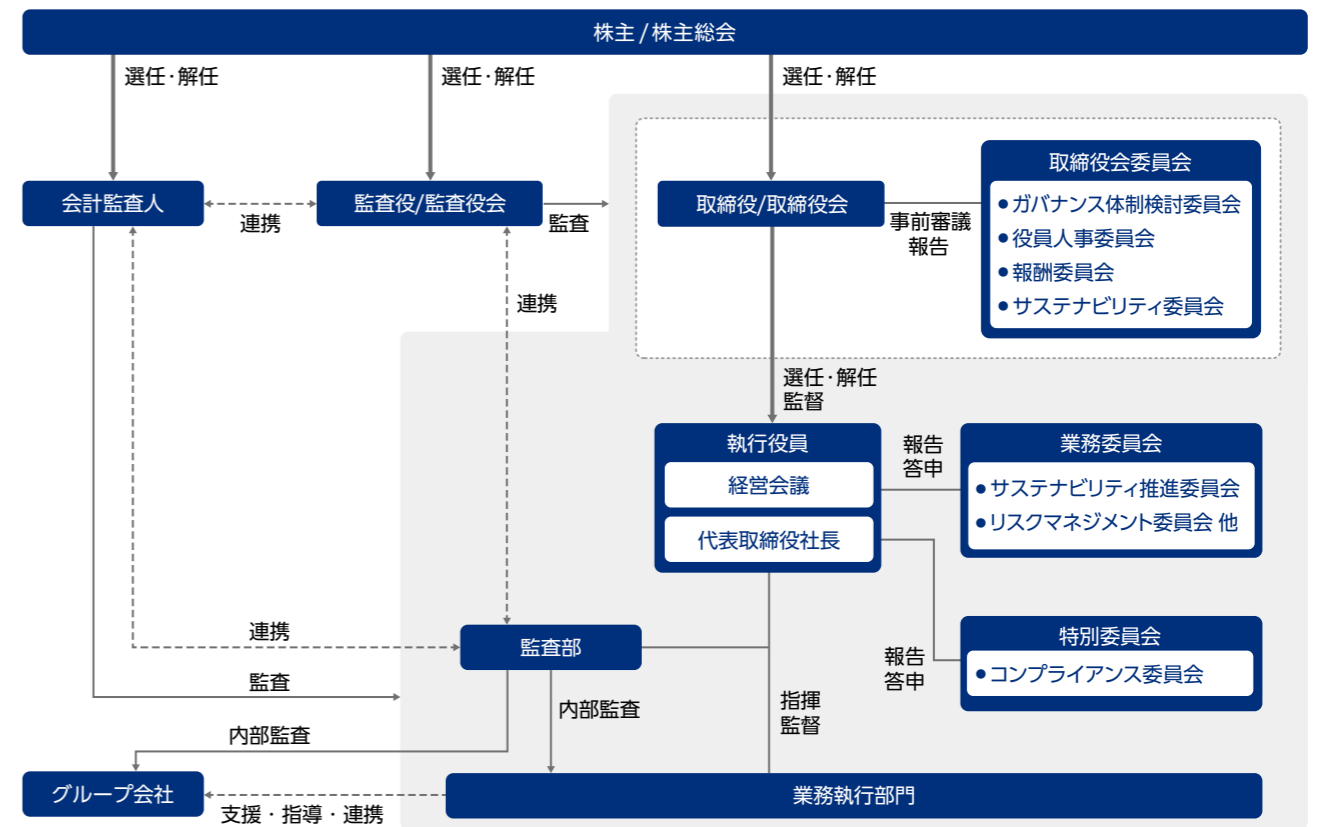 株主 / 株主総会
選任・解任
選任・解任
選任・解任
会計監査人
連携
監査役/監査役会
監査
取締役/取締役会
事前審議
報告
取締役会委員会
●ガバナンス体制検討委員会
●役員人事委員会
●報酬委員会
●サステナビリティ委員会
連携
選任・解任
監督
執行役員
経営会議
代表取締役社長
報告
答申
業務委員会
●サステナビリティ推進委員会
●リスクマネジメント委員会 他
報告
答申
特別委員会
●コンプライアンス委員会
連携
監査部
監査
内部監査
内部監査
指揮
監督
グループ会社
支援・指導・連携
業務執行部門